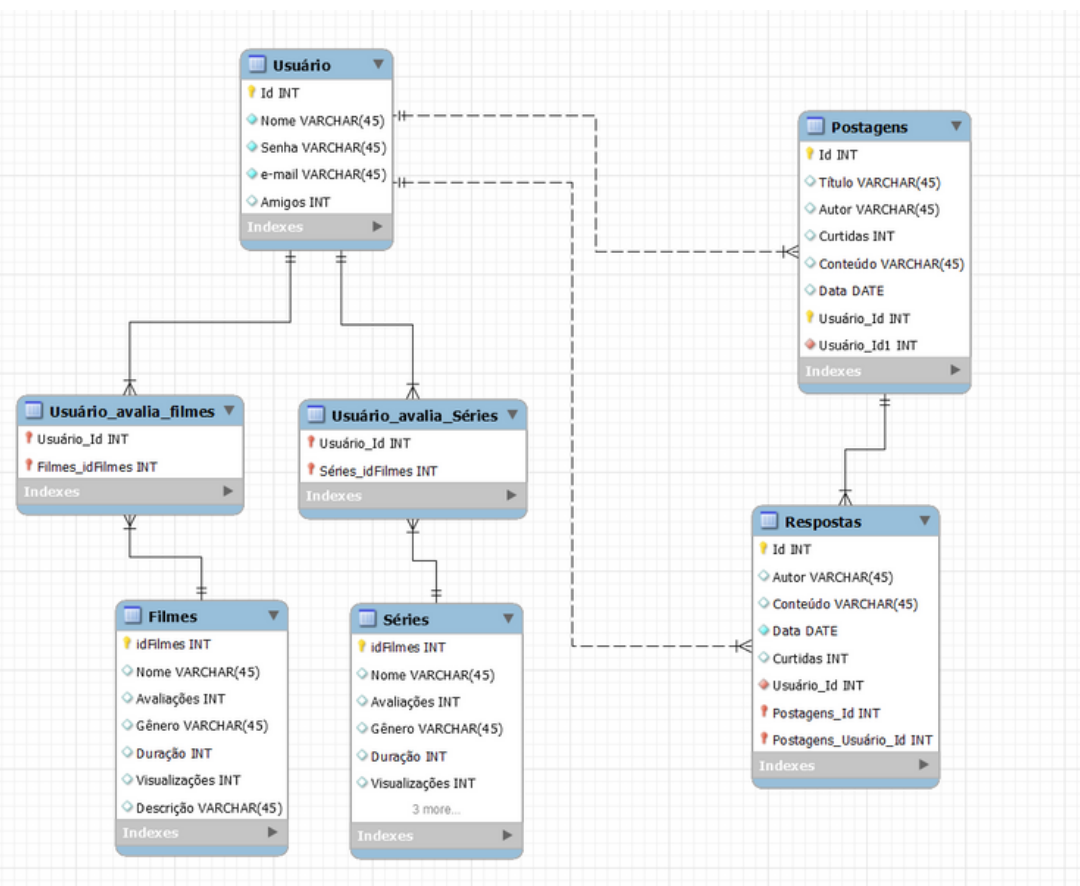 Usuário
Id INT
Nome VARCHAR(45)
Senha VARCHAR(45)
e-mail VARCHAR(45)
Amigos INT
Indexes
Postagens
Id INT
Título VARCHAR(45)
Autor VARCHAR(45)
Curtidas INT
Conteúdo VARCHAR(45)
Data DATE
Usuário_Id INT
Usuário_Id1 INT
Indexes
Usuário_avalia_filmes
Usuário_Id INT
Filmes_idFilmes INT
Indexes
Usuário_avalia_Séries
Usuário_Id INT
Séries_idFilmes INT
Indexes
Respostas
Id INT
Autor VARCHAR(45)
Conteúdo VARCHAR(45)
Data DATE
Curtidas INT
Usuário_Id INT
Postagens_Id INT
Postagens_Usuário_Id INT
Indexes
Filmes
idFilmes INT
Nome VARCHAR(45)
Avaliações INT
Gênero VARCHAR(45)
Duração INT
Visualizações INT
Descrição VARCHAR(45)
Indexes
Séries
idFilmes INT
Nome VARCHAR(45)
Avaliações INT
Gênero VARCHAR(45)
Duração INT
Visualizações INT
3 more...
Indexes